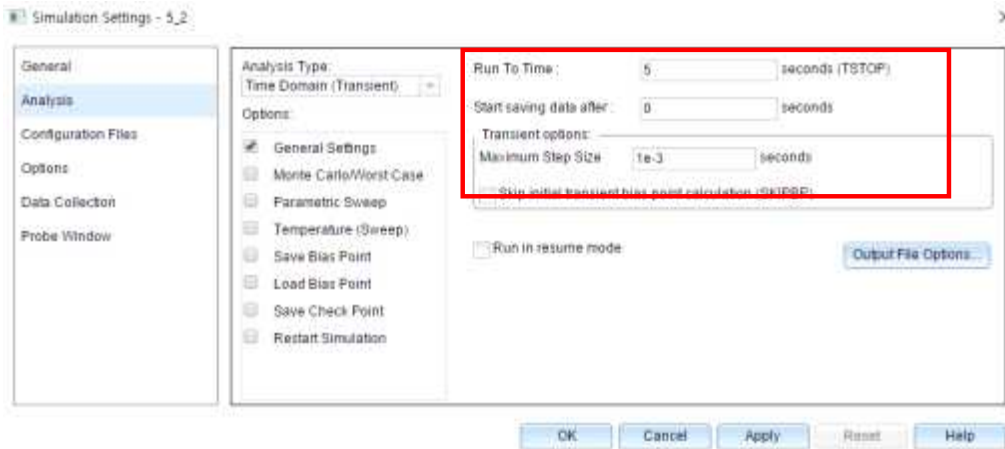 Simulation Settings - 5_2
General
Analysis
Configuration Files
Options
Data Collection
Probe Window
Analysis Type:
Time Domain (Transient)
Options:
General Settings
Monte Carlo/Worst Case
Parametric Sweep
Temperature (Sweep)
Save Bias Point
Load Bias Point
Save Check Point
Restart Simulation
Run To Time : 5 seconds (TSTOP)
Start saving data after : 0 seconds
Transient options:
Maximum Step Size 1e-3 seconds
Skip initial transient bias point calculation (SKIPBP)
Run in resume mode
Output File Options...
OK Cancel Apply Reset Help